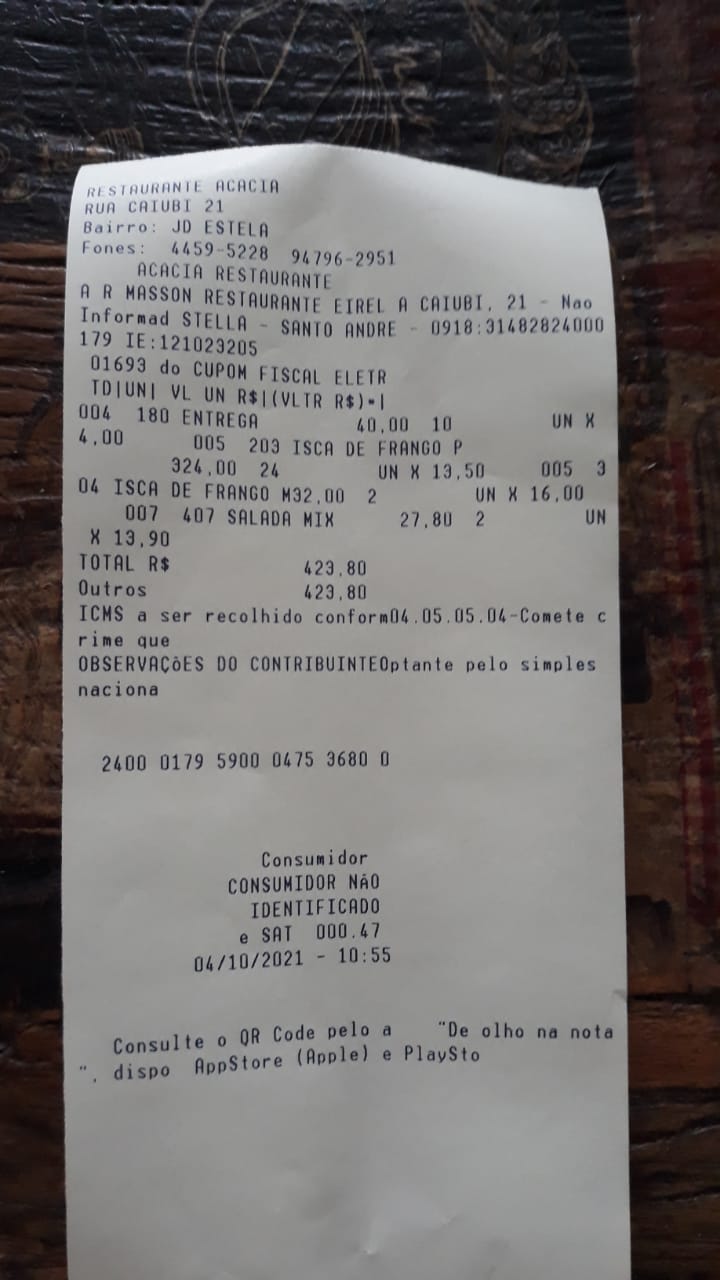 RESTAURANTE ACACIA
RUA CAIUBI 21
Bairro: JD ESTELA
Fones: 4459-5228 94796-2951
ACACIA RESTAURANTE
A R MASSON RESTAURANTE EIREL A CAIUBI, 21 - Nao
Informad STELLA - SANTO ANDRE - 0918:31482824000
179 IE:121023205
01693 do CUPOM FISCAL ELETR
TD|UN| VL UN R$|(VLTR R$)*|
004 180 ENTREGA 40,00 10 UN X
4,00 005 203 ISCA DE FRANGO P
324,00 24 UN X 13,50 005 3
04 ISCA DE FRANGO M32,00 2 UN X 16,00
007 407 SALADA MIX 27,80 2 UN
X 13,90
TOTAL R$ 423,80
Outros 423,80
ICMS a ser recolhido conform04.05.05.04-Comete c
rime que
OBSERVAÇõES DO CONTRIBUINTEOptante pelo simples
naciona
2400 0179 5900 0475 3680 0
Consumidor
CONSUMIDOR NãO
IDENTIFICADO
e SAT 000.47
04/10/2021 - 10:55
Consulte o QR Code pelo a "De olho na nota
", dispo AppStore (Apple) e PlaySto